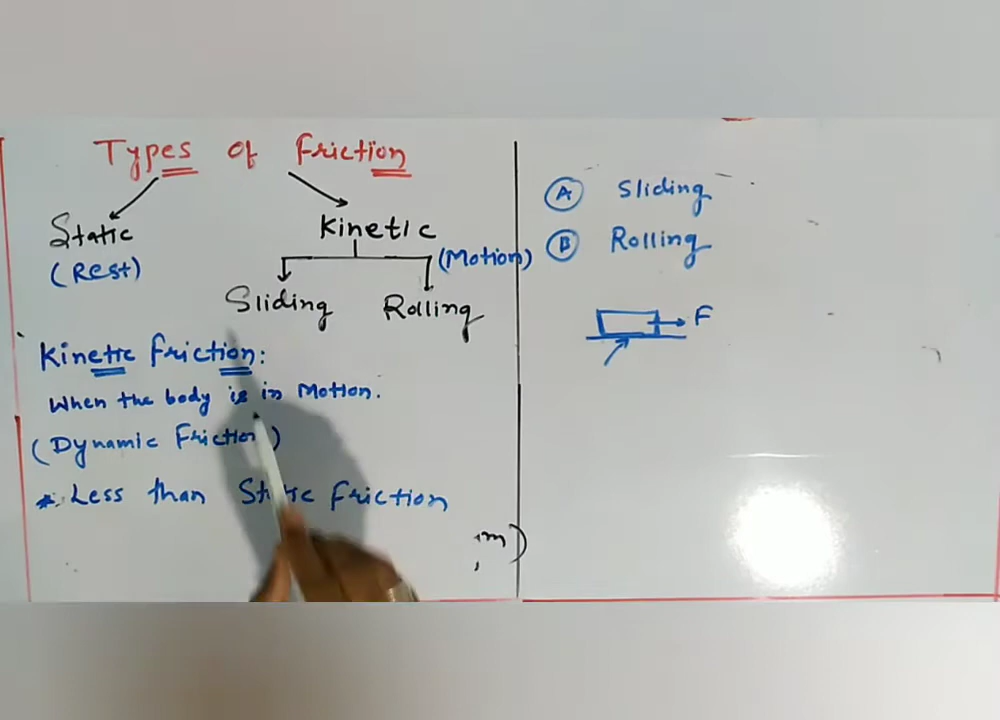 Types of Friction
Static
Kinetic
(Rest)
(Motion)
Sliding
Rolling
Kinetic Friction:
When the body is in Motion.
(Dynamic Friction)
* Less than Static Friction
A Sliding
B Rolling
F